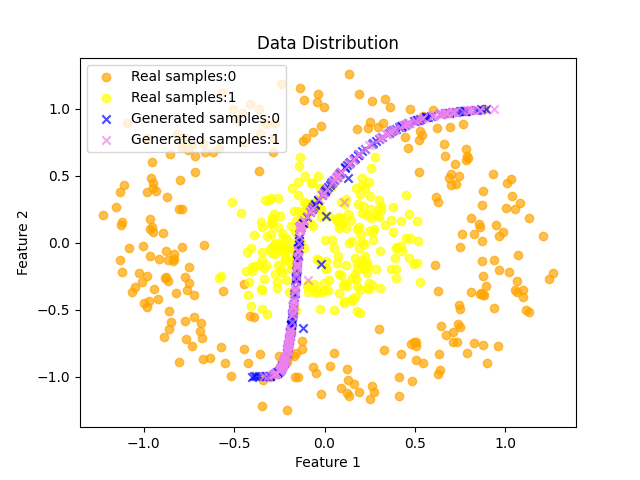 Data Distribution
Real samples:0
Real samples:1
Generated samples:0
Generated samples:1
1.0
0.5
0.0
−0.5
−1.0
Feature 2
−1.0 −0.5 0.0 0.5 1.0
Feature 1